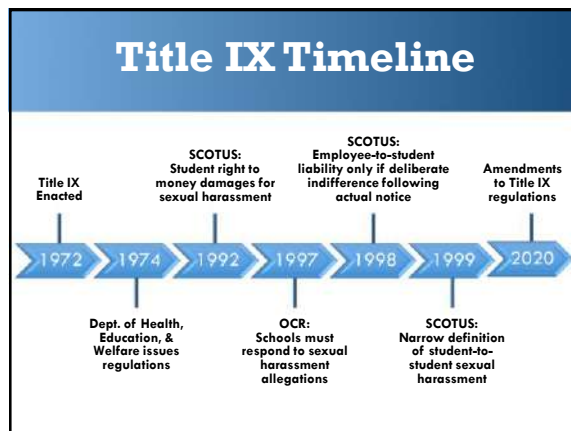 Title IX Timeline
SCOTUS:
Student right to
money damages for
sexual harassment
SCOTUS:
Employee-to-student
liability only if deliberate
indifference following
actual notice
Title IX
Enacted
Amendments
to Title IX
regulations
1972
1974
1992
1997
1998
1999
2020
Dept. of Health,
Education, &
Welfare issues
regulations
OCR:
Schools must
respond to sexual
harassment
allegations
SCOTUS:
Narrow definition
of student-to-
student sexual
harassment